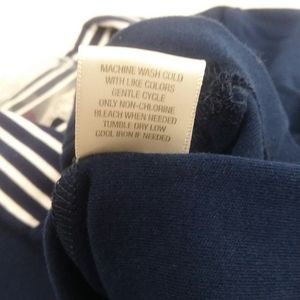 MACHINE WASH COLD
WITH LIKE COLORS
GENTLE CYCLE
ONLY NON-CHLORINE
BLEACH WHEN NEEDED
TUMBLE DRY LOW
COOL IRON IF NEEDED